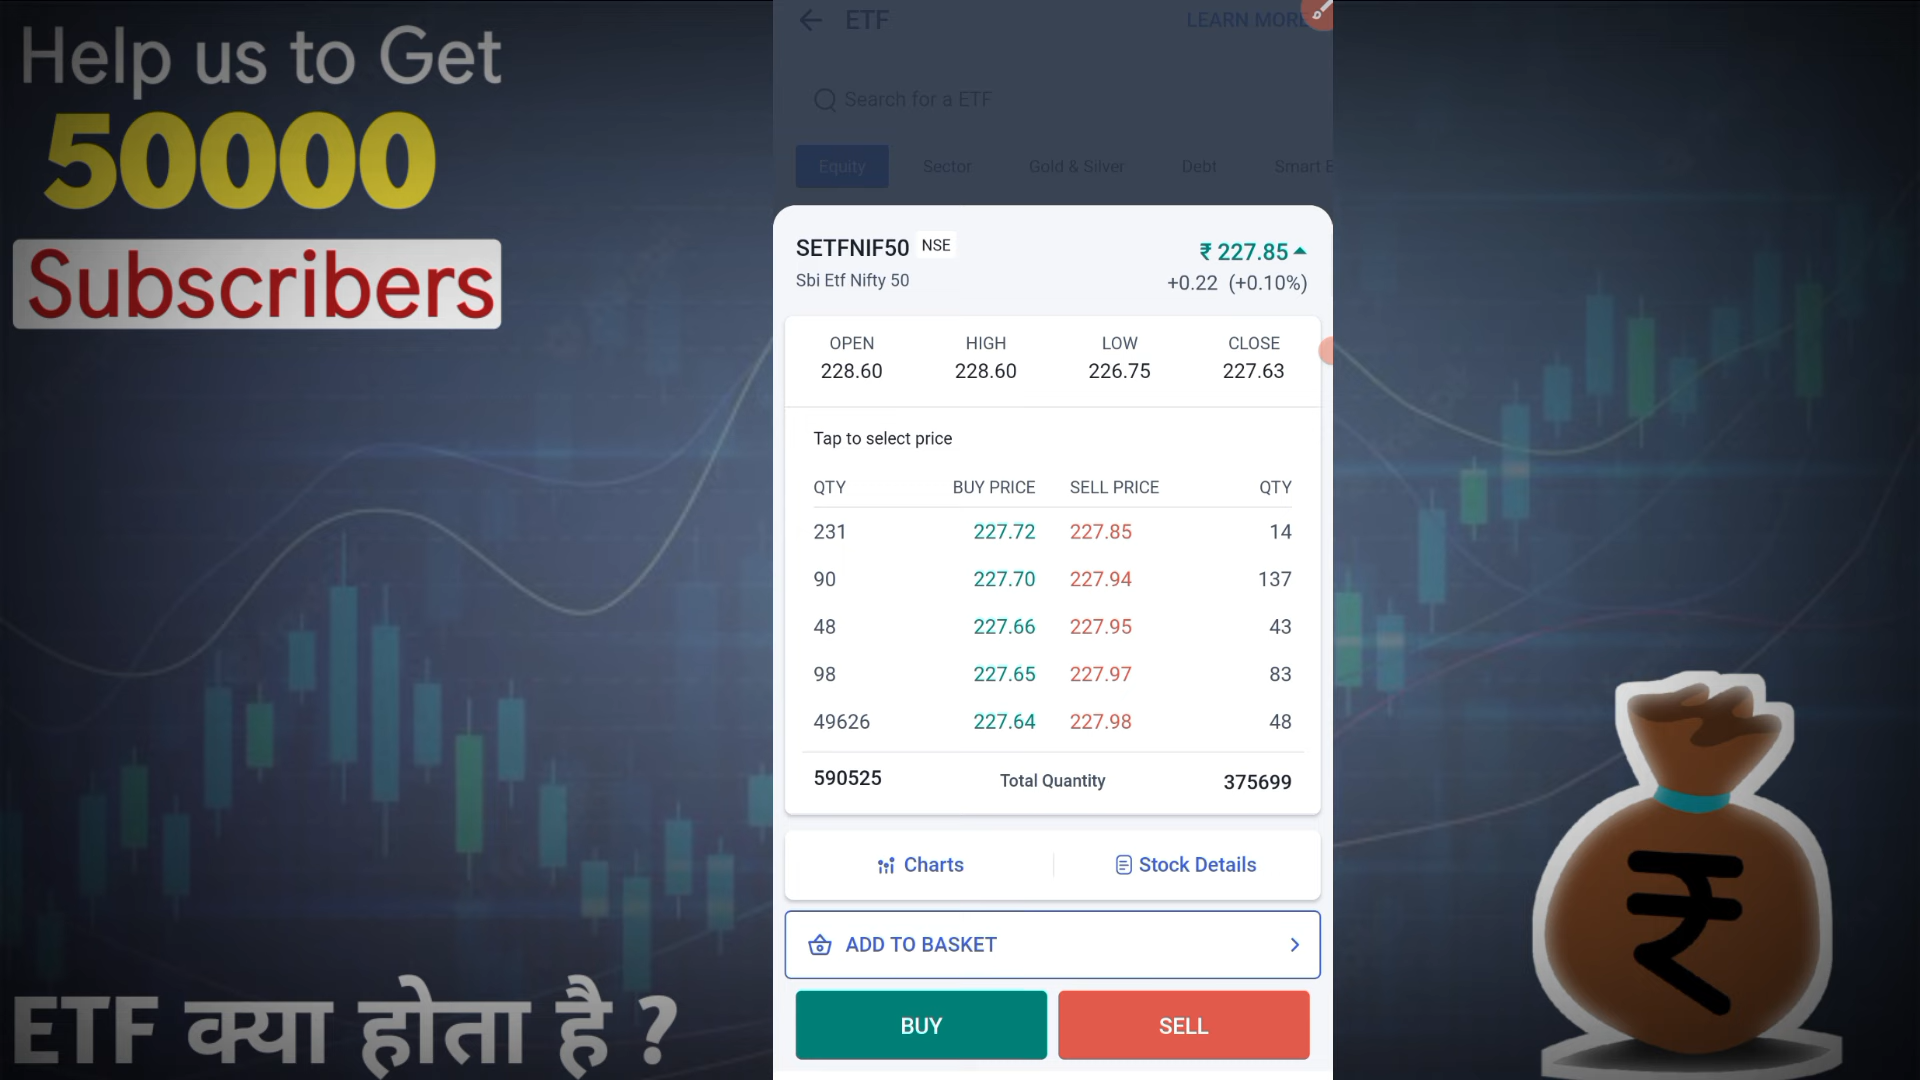 Help us to Get
50000
Subscribers
ETF क्या होता है ?
ETF
LEARN MORE
Search for a ETF
Equity Sector Gold & Silver Debt Smart
SETFNIF50 NSE ₹ 227.85
Sbi Etf Nifty 50 +0.22 (+0.10%)
OPEN HIGH LOW CLOSE
228.60 228.60 226.75 227.63
Tap to select price
QTY BUY PRICE SELL PRICE QTY
231 227.72 227.85 14
90 227.70 227.94 137
48 227.66 227.95 43
98 227.65 227.97 83
49626 227.64 227.98 48
590525 Total Quantity 375699
Charts Stock Details
ADD TO BASKET
BUY SELL
₹